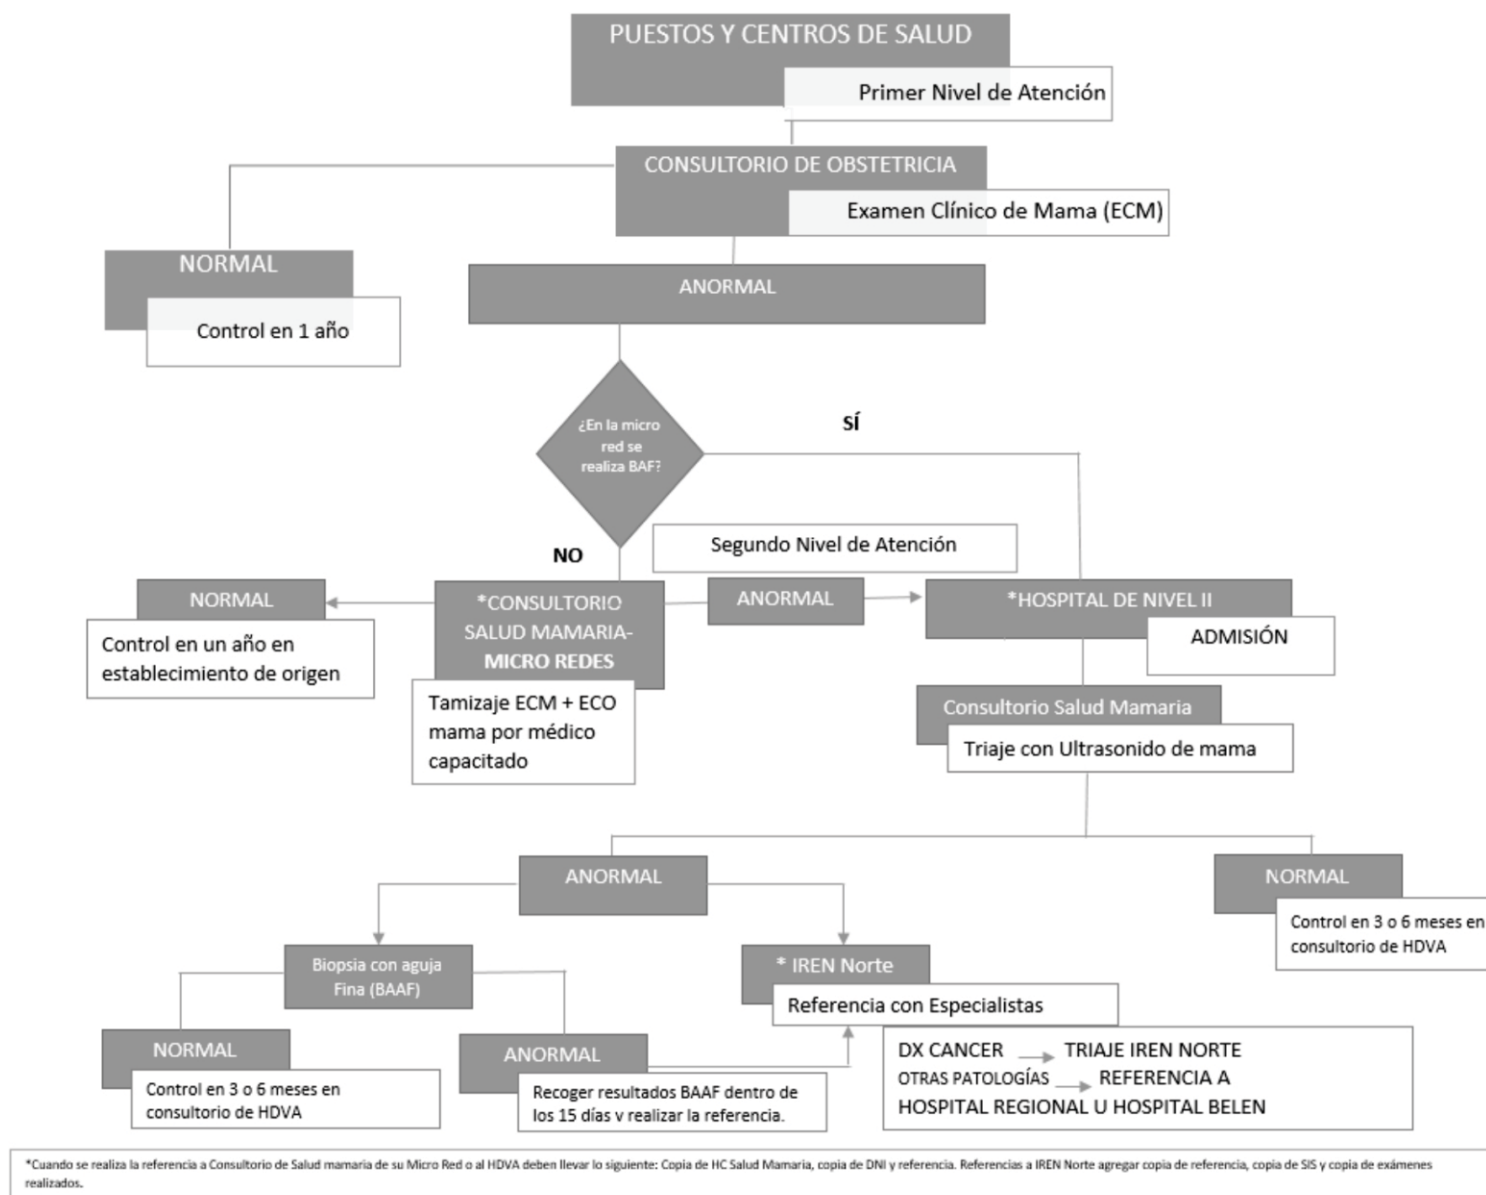 PUESTOS Y CENTROS DE SALUD
Primer Nivel de Atención
CONSULTORIO DE OBSTETRICIA
Examen Clínico de Mama (ECM)
NORMAL
Control en 1 año
ANORMAL
¿En la micro
red se
realiza BAF?
SÍ
NO
Segundo Nivel de Atención
NORMAL
Control en un año en
establecimiento de origen
*CONSULTORIO
SALUD MAMARIA-
MICRO REDES
Tamizaje ECM + ECO
mama por médico
capacitado
ANORMAL
*HOSPITAL DE NIVEL II
ADMISIÓN
Consultorio Salud Mamaria
Triaje con Ultrasonido de mama
ANORMAL
NORMAL
Control en 3 o 6 meses en
consultorio de HDVA
Biopsia con aguja
Fina (BAAF)
* IREN Norte
Referencia con Especialistas
NORMAL
Control en 3 o 6 meses en
consultorio de HDVA
ANORMAL
Recoger resultados BAAF dentro de
los 15 días y realizar la referencia.
DX CANCER TRIAJE IREN NORTE
OTRAS PATOLOGÍAS REFERENCIA A
HOSPITAL REGIONAL U HOSPITAL BELEN
*Cuando se realiza la referencia a Consultorio de Salud mamaria de su Micro Red o al HDVA deben llevar lo siguiente: Copia de HC Salud Mamaria, copia de DNI y referencia. Referencias a IREN Norte agregar copia de referencia, copia de SIS y copia de exámenes
realizados.